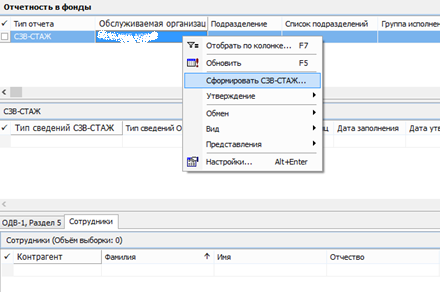 Отчетность в фонды
✓ Тип отчета Обслуживаемая организац Подразделение Список подразделений Группа исполне
СЗВ-СТАЖ
Отобрать по колонке... F7
Обновить F5
Сформировать СЗВ-СТАЖ...
Утверждение
Обмен
Вид
Представления
Настройки... Alt+Enter
СЗВ-СТАЖ
✓ Тип сведений СЗВ-СТАЖ Тип сведений О Дата заполнения Дата утв
ОДВ-1, Раздел 5 Сотрудники
Сотрудники (Объём выборки: 0)
✓ Контрагент Фамилия Имя Отчество